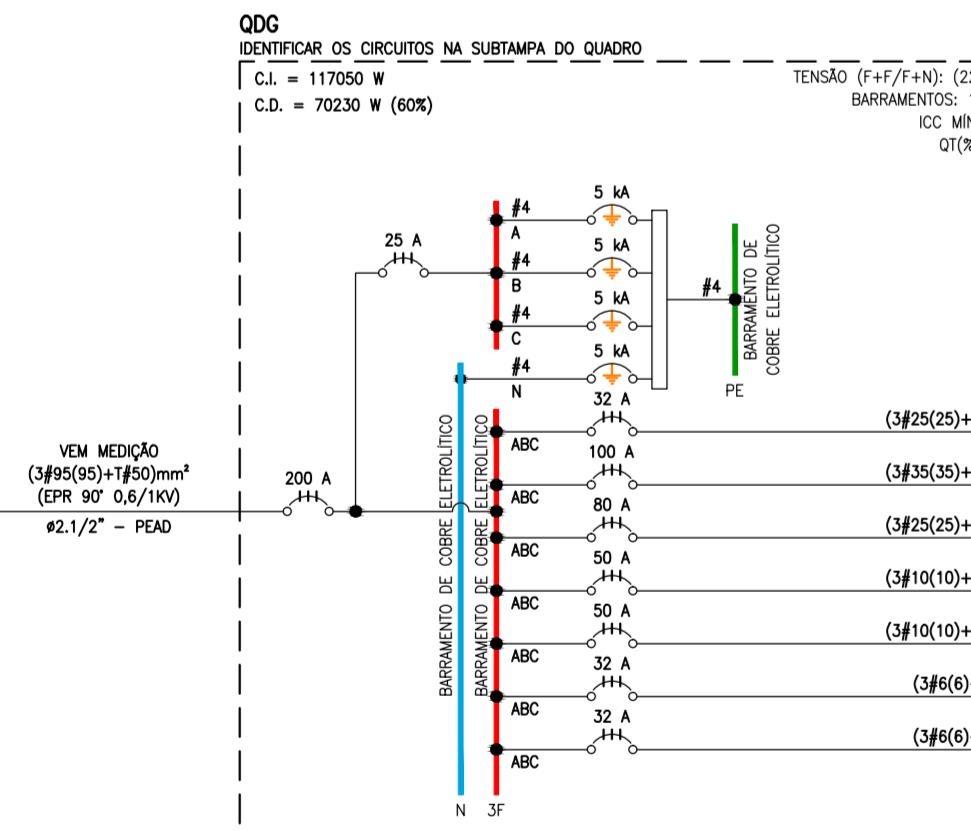 QDG
IDENTIFICAR OS CIRCUITOS NA SUBTAMPA DO QUADRO
C.I. = 117050 W
C.D. = 70230 W (60%)
TENSÃO (F+F/F+N): (22
BARRAMENTOS:
ICC MÍN
QT(%
25 A
#4
A
5 kA
#4
B
5 kA
#4
C
5 kA
#4
N
5 kA
#4
BARRAMENTO DE
COBRE ELETROLÍTICO
PE
VEM MEDIÇÃO
(3#95(95)+T#50)mm²
(EPR 90° 0,6/1KV)
ø2.1/2" – PEAD
200 A
BARRAMENTO DE COBRE ELETROLÍTICO
BARRAMENTO DE COBRE ELETROLÍTICO
32 A
ABC
(3#25(25)+
100 A
ABC
(3#35(35)+
80 A
ABC
(3#25(25)+
50 A
ABC
(3#10(10)+
50 A
ABC
(3#10(10)+
32 A
ABC
(3#6(6)
32 A
ABC
(3#6(6)
N
3F